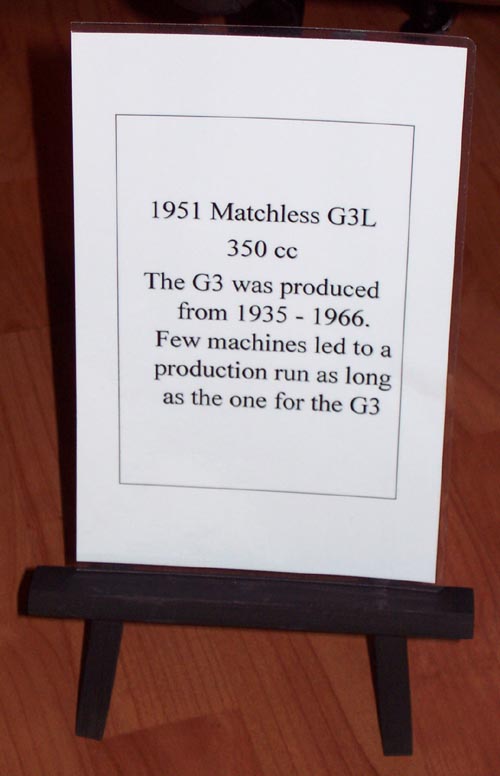 1951 Matchless G3L
350 cc
The G3 was produced
from 1935 - 1966.
Few machines led to a
production run as long
as the one for the G3